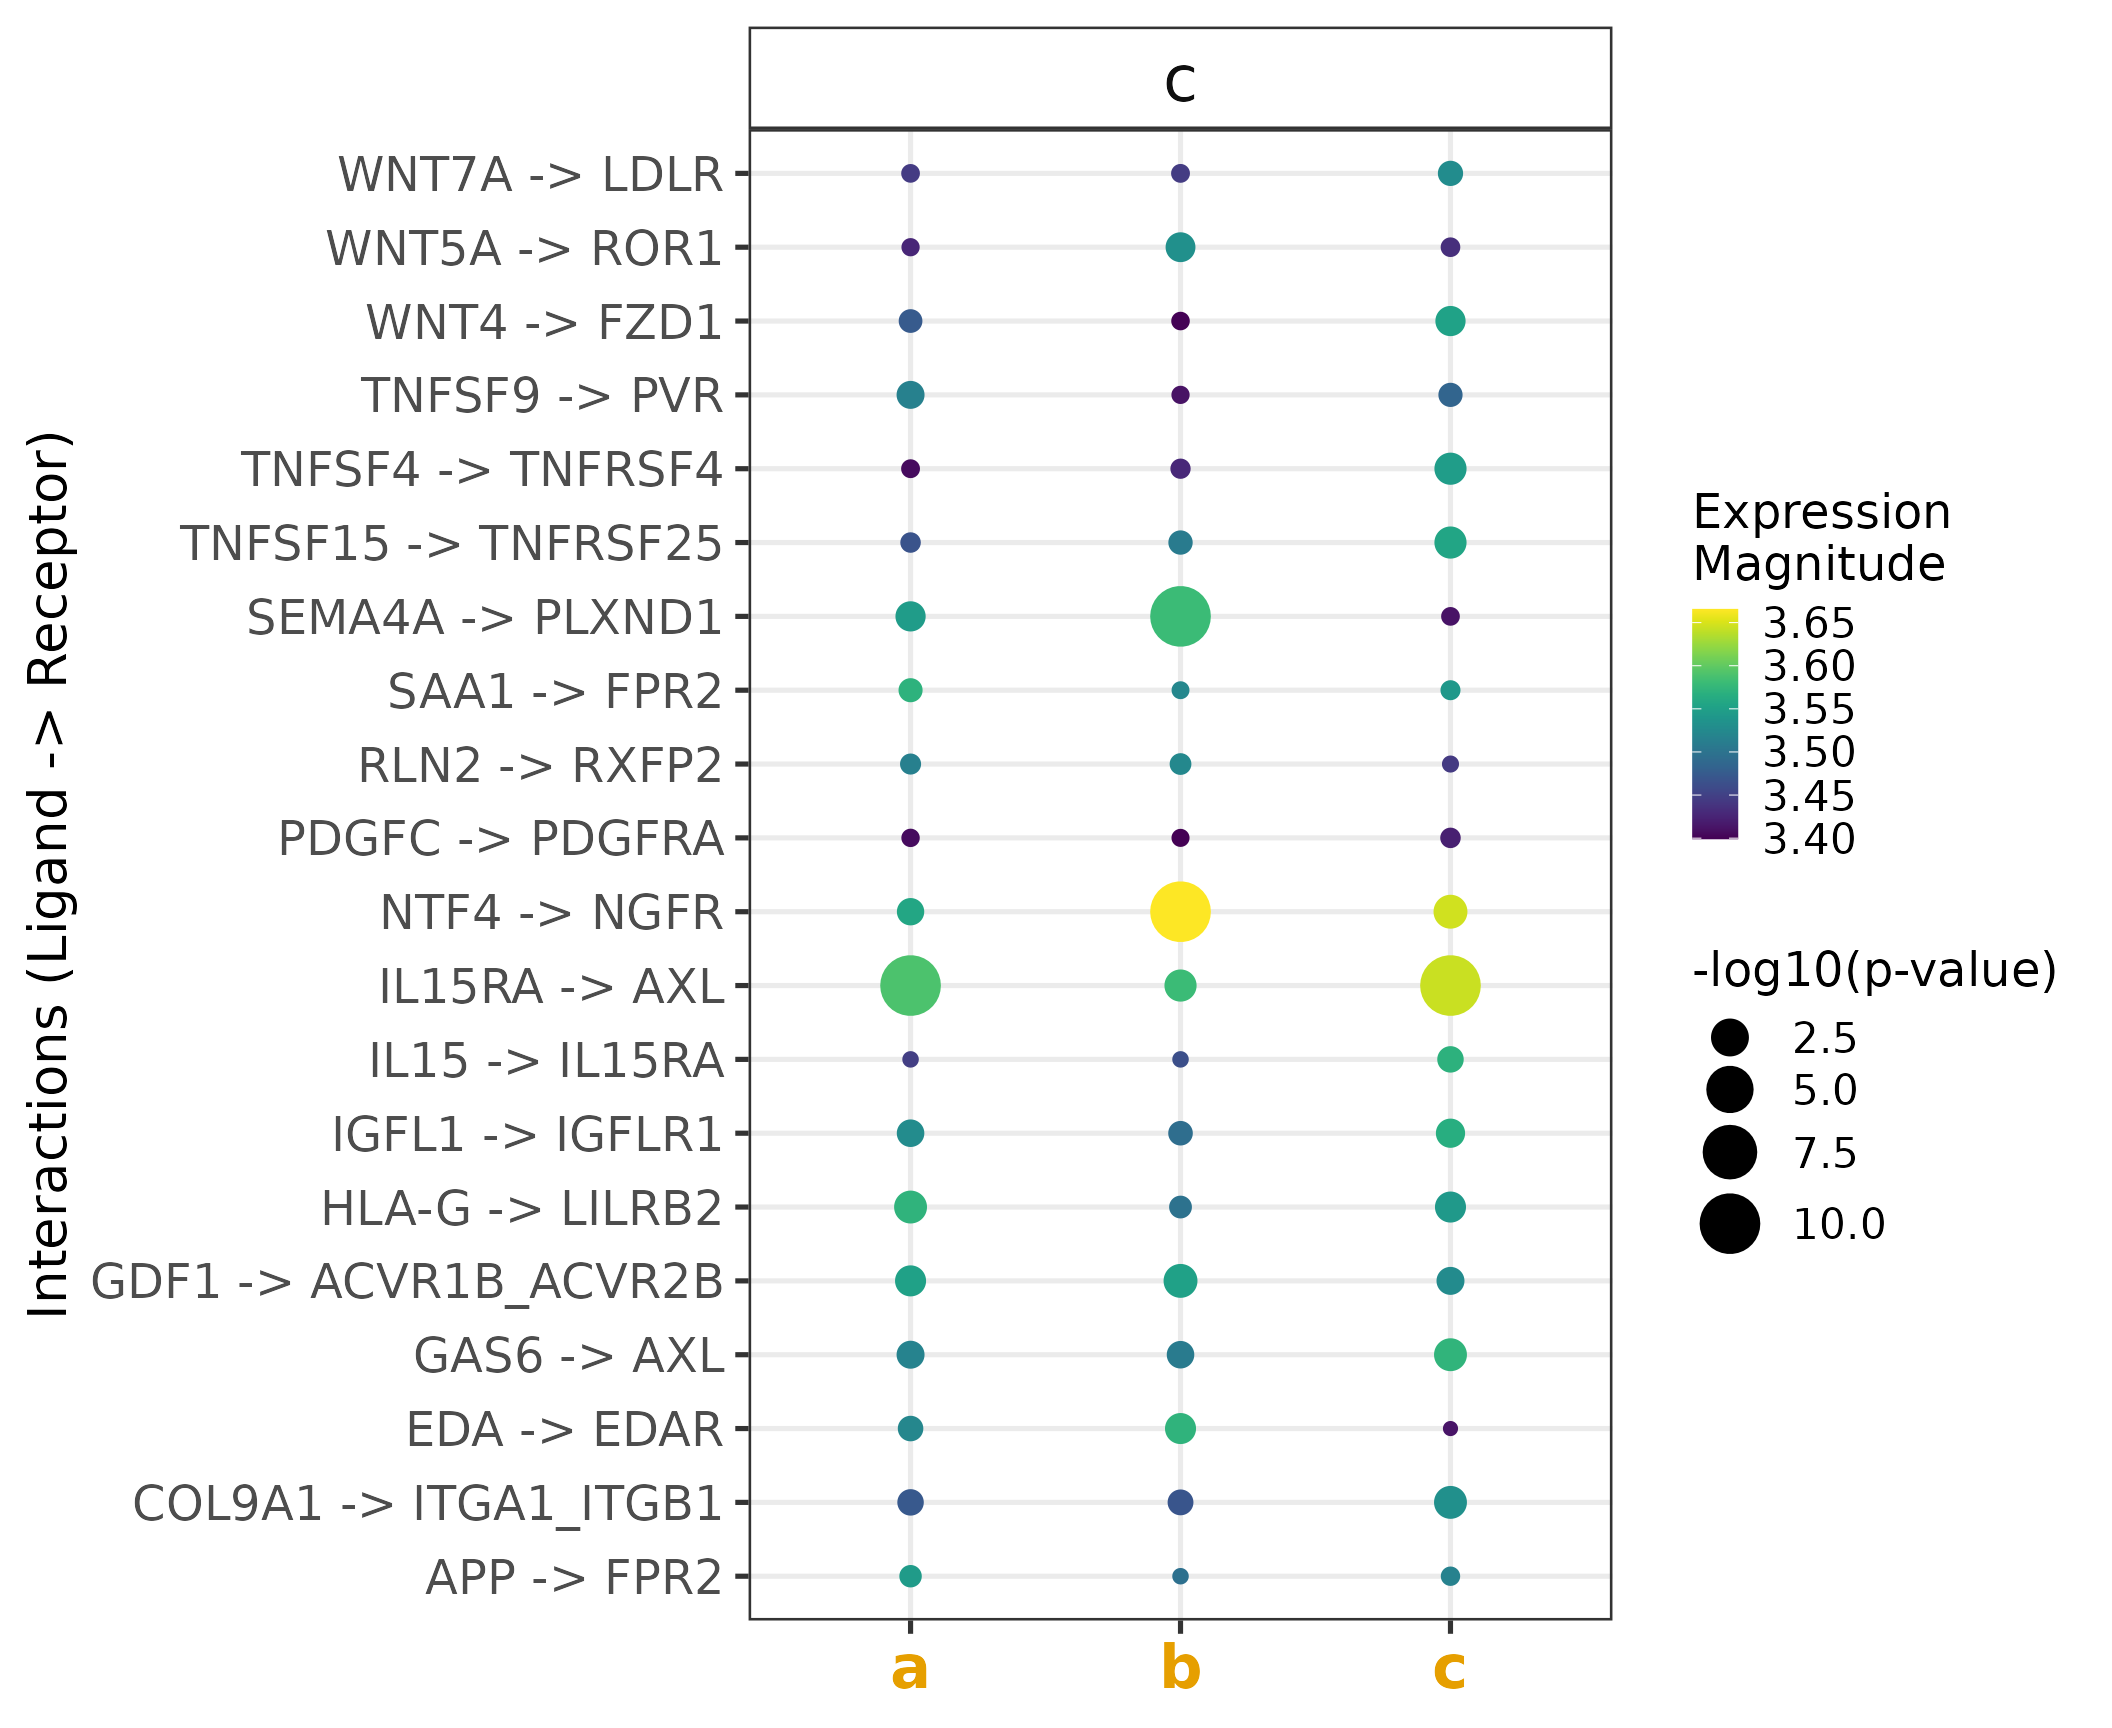 c
WNT7A -> LDLR
WNT5A -> ROR1
WNT4 -> FZD1
TNFSF9 -> PVR
TNFSF4 -> TNFRSF4
TNFSF15 -> TNFRSF25
SEMA4A -> PLXND1
SAA1 -> FPR2
RLN2 -> RXFP2
PDGFC -> PDGFRA
NTF4 -> NGFR
IL15RA -> AXL
IL15 -> IL15RA
IGFL1 -> IGFLR1
HLA-G -> LILRB2
GDF1 -> ACVR1B_ACVR2B
GAS6 -> AXL
EDA -> EDAR
COL9A1 -> ITGA1_ITGB1
APP -> FPR2
Interactions (Ligand -> Receptor)
a
b
c
Expression
Magnitude
3.65
3.60
3.55
3.50
3.45
3.40
-log10(p-value)
2.5
5.0
7.5
10.0